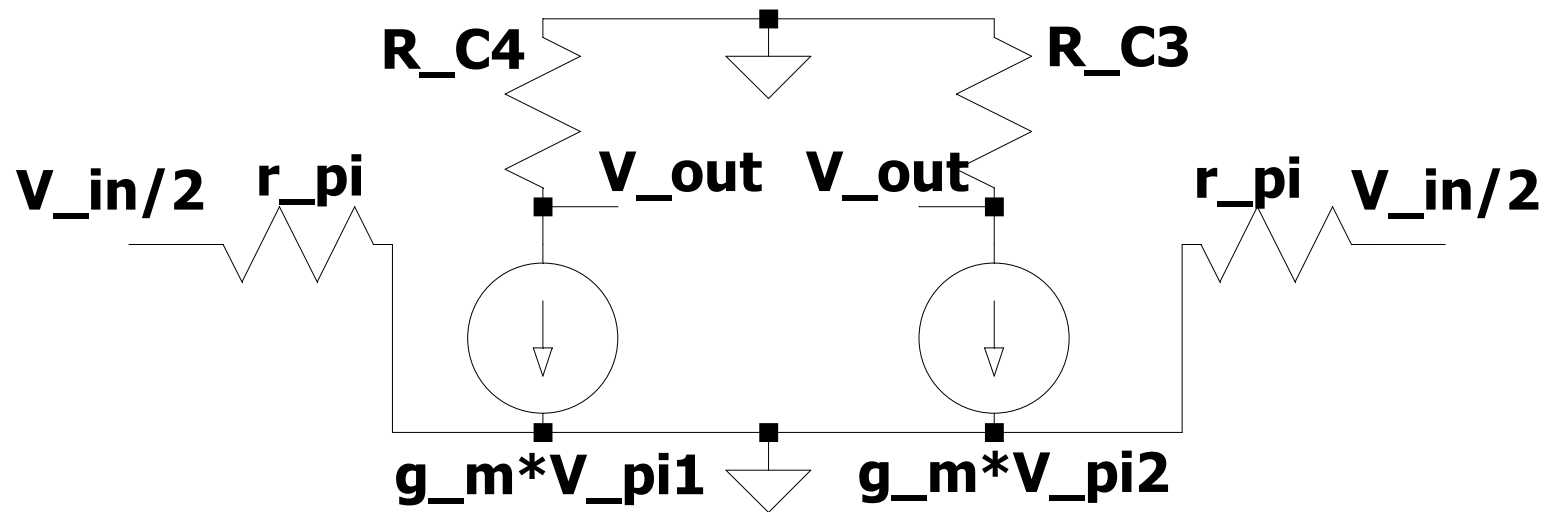 R_C4
R_C3
V_in/2
r_pi
V_out
V_out
r_pi
V_in/2
g_m*V_pi1
g_m*V_pi2